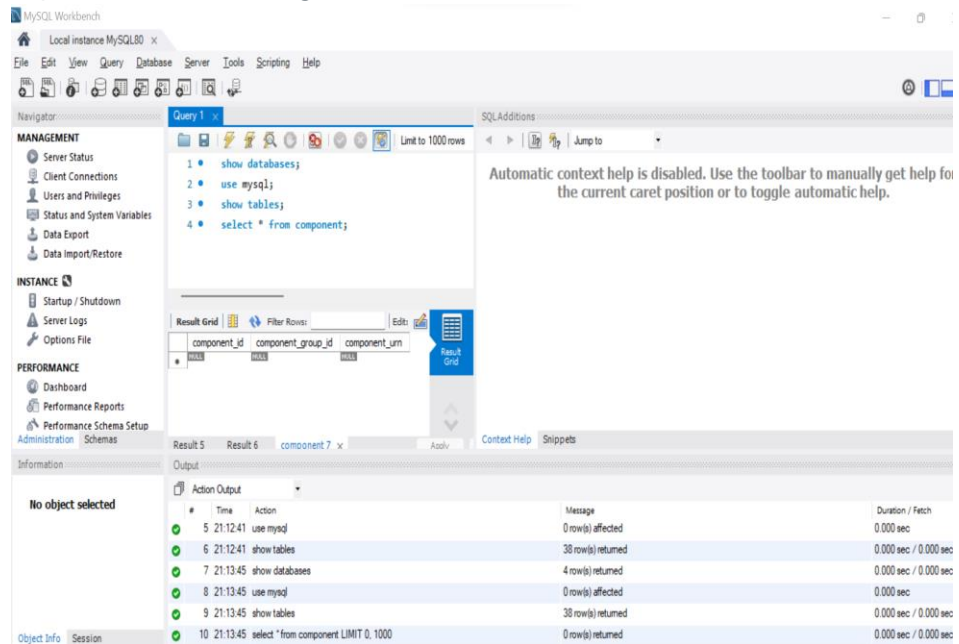 MySQL Workbench
Local instance MySQL80 ×
File Edit View Query Database Server Tools Scripting Help
Navigator
MANAGEMENT
Server Status
Client Connections
Users and Privileges
Status and System Variables
Data Export
Data Import/Restore
INSTANCE
Startup / Shutdown
Server Logs
Options File
PERFORMANCE
Dashboard
Performance Reports
Performance Schema Setup
Administration Schemas
Query 1 ×
Limit to 1000 rows
1 show databases;
2 use mysql;
3 show tables;
4 select * from component;
Result Grid Filter Rows: Edit:
component_id component_group_id component_urn
NULL NULL NULL
Result
Grid
Result 5 Result 6 component 7 × Apply
SQLAdditions
Jump to
Automatic context help is disabled. Use the toolbar to manually get help for
the current caret position or to toggle automatic help.
Context Help Snippets
Information
No object selected
Object Info Session
Output
Action Output
# Time Action Message Duration / Fetch
5 21:12:41 use mysql 0 row(s) affected 0.000 sec
6 21:12:41 show tables 38 row(s) returned 0.000 sec / 0.000 sec
7 21:13:45 show databases 4 row(s) returned 0.000 sec / 0.000 sec
8 21:13:45 use mysql 0 row(s) affected 0.000 sec
9 21:13:45 show tables 38 row(s) returned 0.000 sec / 0.000 sec
10 21:13:45 select * from component LIMIT 0, 1000 0 row(s) returned 0.000 sec / 0.000 sec